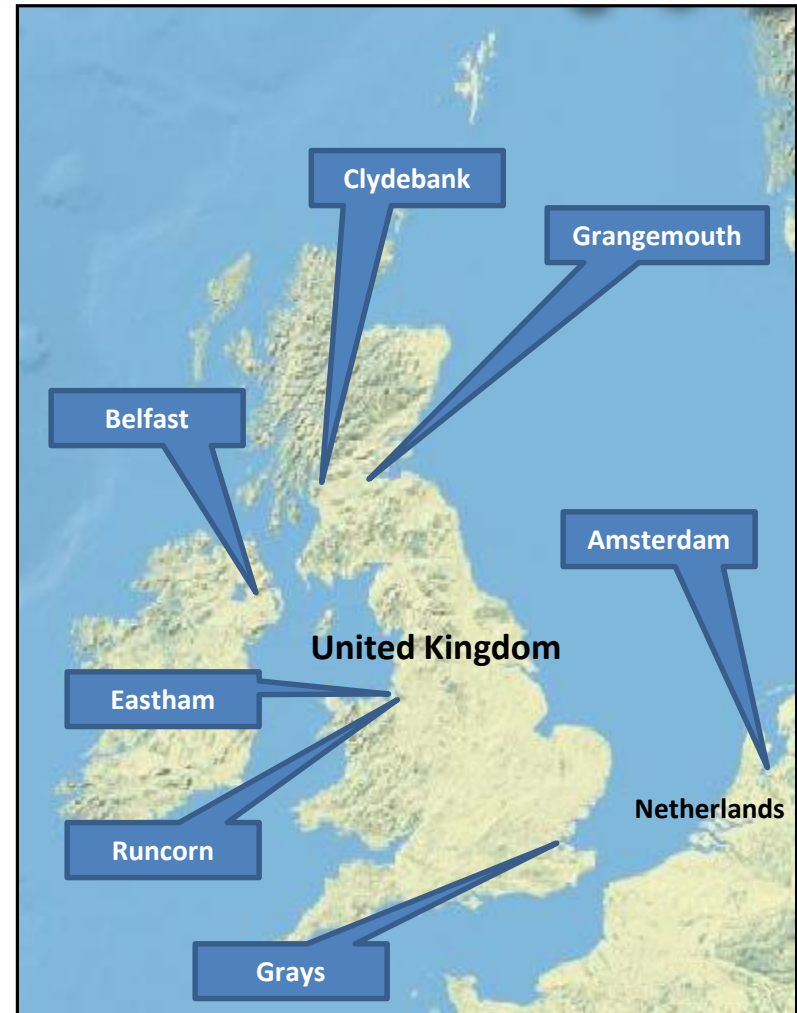 Clydebank
Grangemouth
Belfast
Amsterdam
United Kingdom
Eastham
Netherlands
Runcorn
Grays